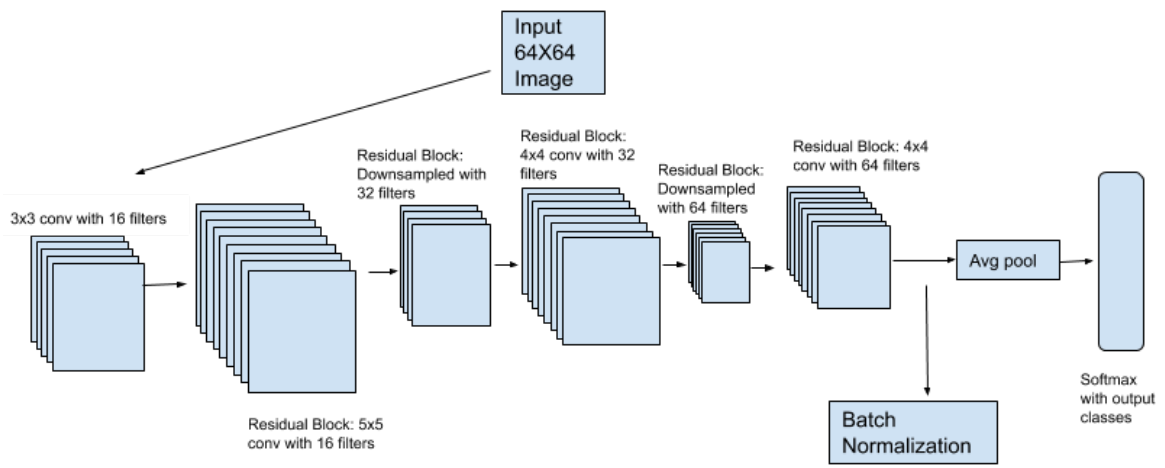 Input
64X64
Image
3x3 conv with 16 filters
Residual Block: 5x5
conv with 16 filters
Residual Block:
Downsampled with
32 filters
Residual Block:
4x4 conv with 32
filters
Residual Block:
Downsampled
with 64 filters
Residual Block: 4x4
conv with 64 filters
Avg pool
Batch
Normalization
Softmax
with output
classes